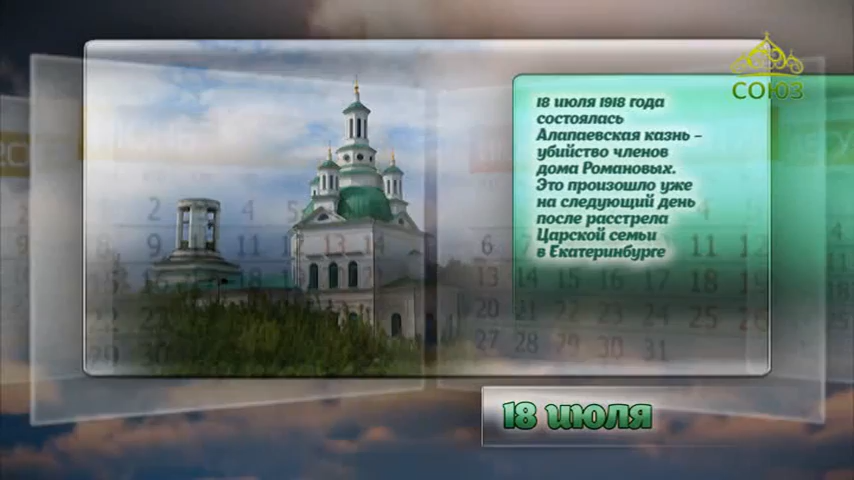 СОЮЗ
18 июля 1918 года
состоялась
Алапаевская казнь –
убийство членов
дома Романовых.
Это произошло уже
на следующий день
после расстрела
Царской семьи
в Екатеринбурге
18 июля